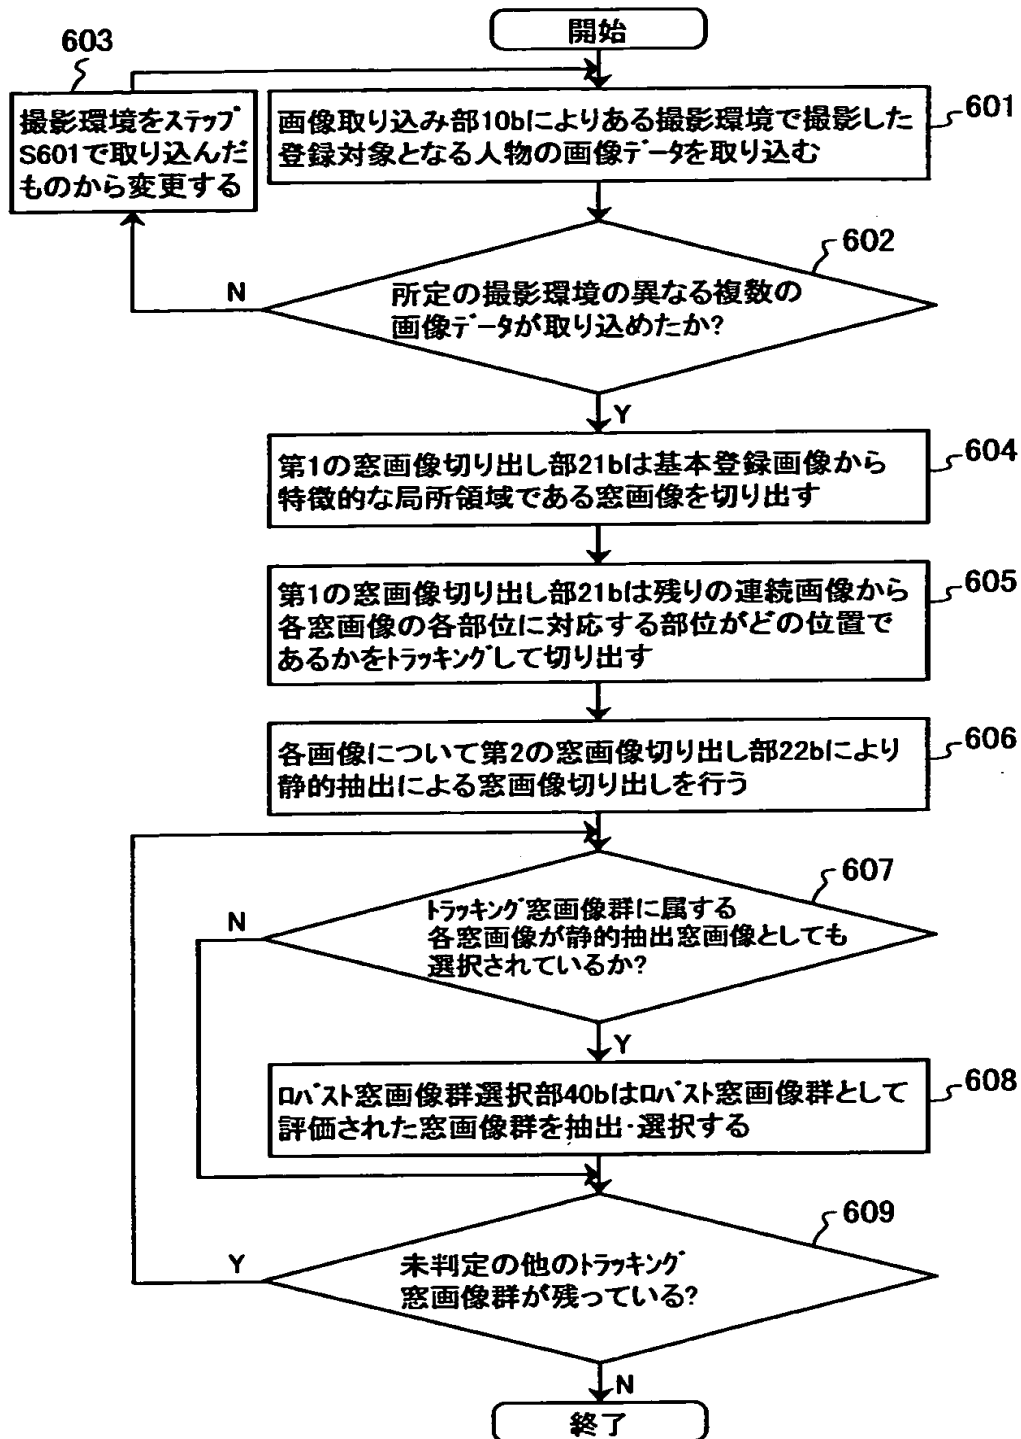 開始
603
撮影環境をステップ
S601で取り込んだ
ものから変更する
601
画像取り込み部10bによりある撮影環境で撮影した
登録対象となる人物の画像データを取り込む
602
N
所定の撮影環境の異なる複数の
画像データが取り込めたか?
Y
604
第1の窓画像切り出し部21bは基本登録画像から
特徴的な局所領域である窓画像を切り出す
605
第1の窓画像切り出し部21bは残りの連続画像から
各窓画像の各部位に対応する部位がどの位置で
あるかをトラッキングして切り出す
606
各画像について第2の窓画像切り出し部22bにより
静的抽出による窓画像切り出しを行う
607
N
トラッキング窓画像群に属する
各窓画像が静的抽出窓画像としても
選択されているか?
Y
608
ロバスト窓画像群選択部40bはロバスト窓画像群として
評価された窓画像群を抽出・選択する
609
Y
未判定の他のトラッキング
窓画像群が残っている?
N
終了